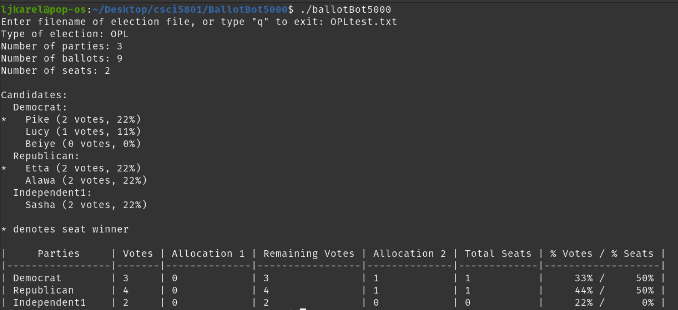 ljkarel@pop-os:~/Desktop/csci5801/BallotBot5000$ ./ballotBot5000
Enter filename of election file, or type "q" to exit: OPLtest.txt
Type of election: OPL
Number of parties: 3
Number of ballots: 9
Number of seats: 2

Candidates:
  Democrat:
*   Pike (2 votes, 22%)
    Lucy (1 votes, 11%)
    Beiye (0 votes, 0%)
  Republican:
*   Etta (2 votes, 22%)
    Alawa (2 votes, 22%)
  Independent1:
    Sasha (2 votes, 22%)

* denotes seat winner

|     Parties    | Votes | Allocation 1 | Remaining Votes | Allocation 2 | Total Seats | % Votes / % Seats |
|----------------|-------|--------------|-----------------|--------------|-------------|-------------------|
| Democrat       | 3     | 0            | 3               | 1            | 1           |     33% /     50% |
| Republican     | 4     | 0            | 4               | 1            | 1           |     44% /     50% |
| Independent1   | 2     | 0            | 2               | 0            | 0           |     22% /      0% |